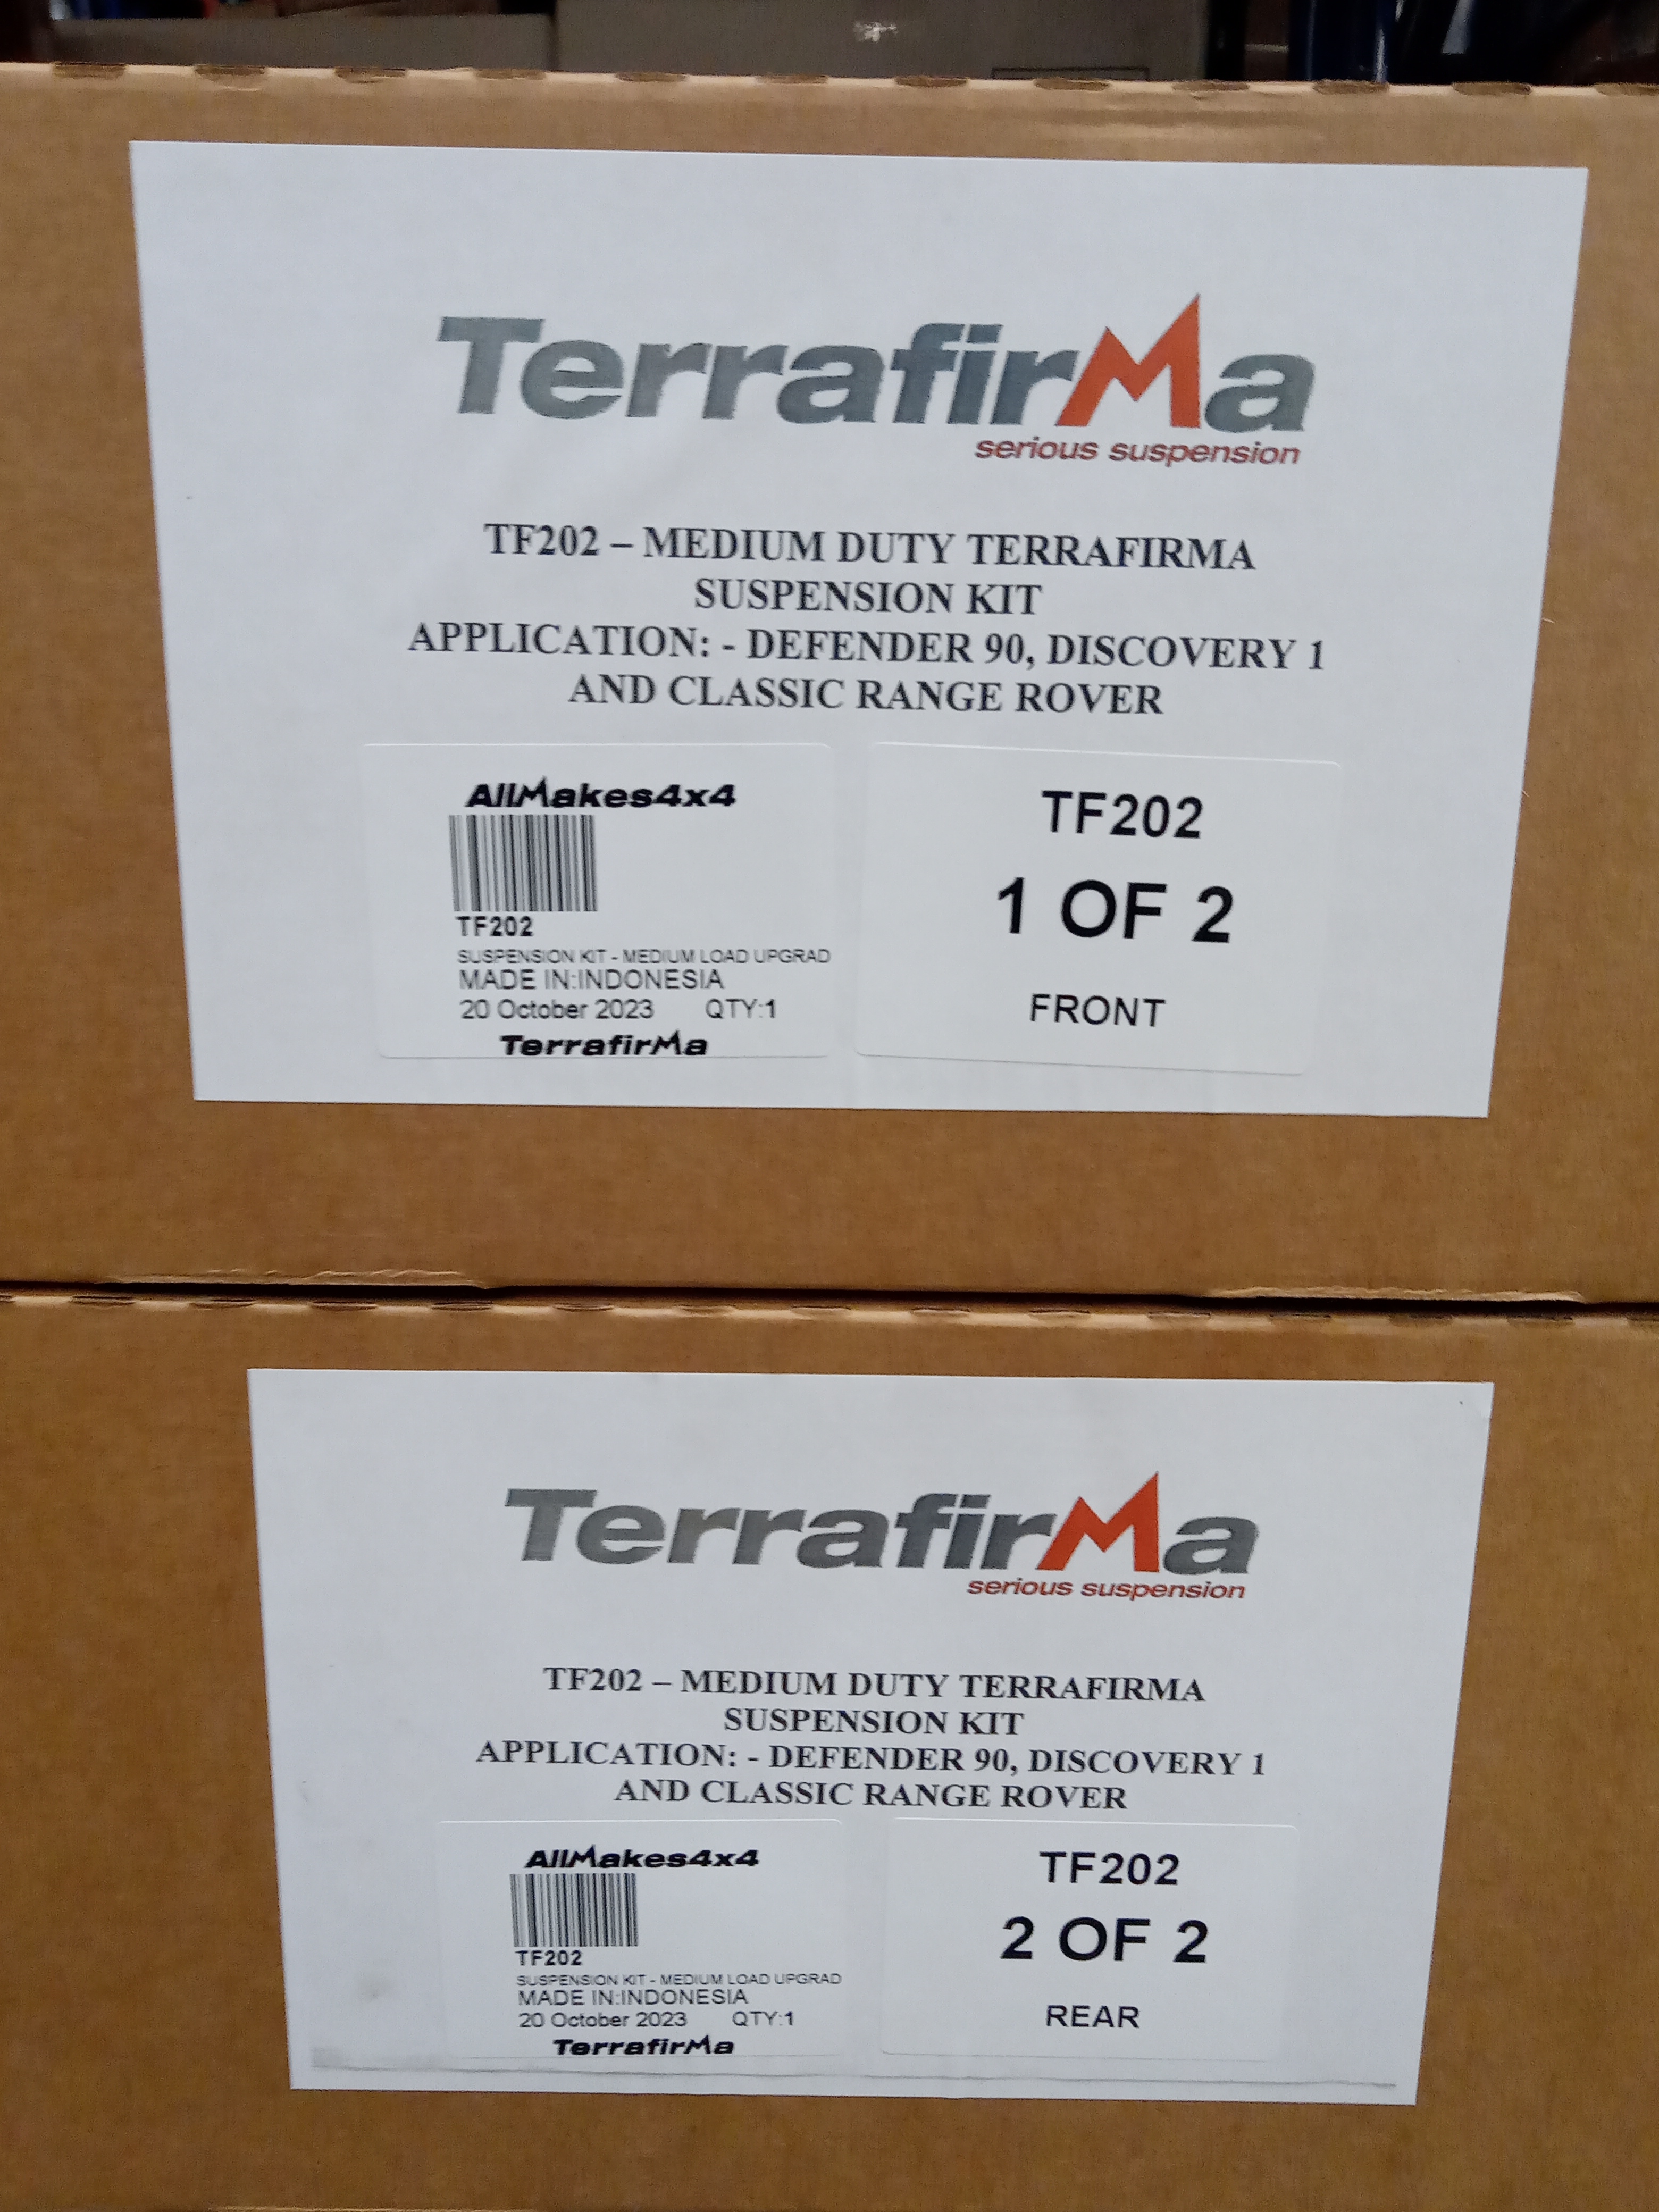 TerrafirMa
serious suspension
TF202 – MEDIUM DUTY TERRAFIRMA
SUSPENSION KIT
APPLICATION: - DEFENDER 90, DISCOVERY 1
AND CLASSIC RANGE ROVER
AllMakes4x4
TF202
SUSPENSION KIT - MEDIUM LOAD UPGRAD
MADE IN:INDONESIA
20 October 2023 QTY:1
TerrafirMa
TF202
1 OF 2
FRONT
TerrafirMa
serious suspension
TF202 – MEDIUM DUTY TERRAFIRMA
SUSPENSION KIT
APPLICATION: - DEFENDER 90, DISCOVERY 1
AND CLASSIC RANGE ROVER
AllMakes4x4
TF202
SUSPENSION KIT - MEDIUM LOAD UPGRAD
MADE IN:INDONESIA
20 October 2023 QTY:1
TerrafirMa
TF202
2 OF 2
REAR